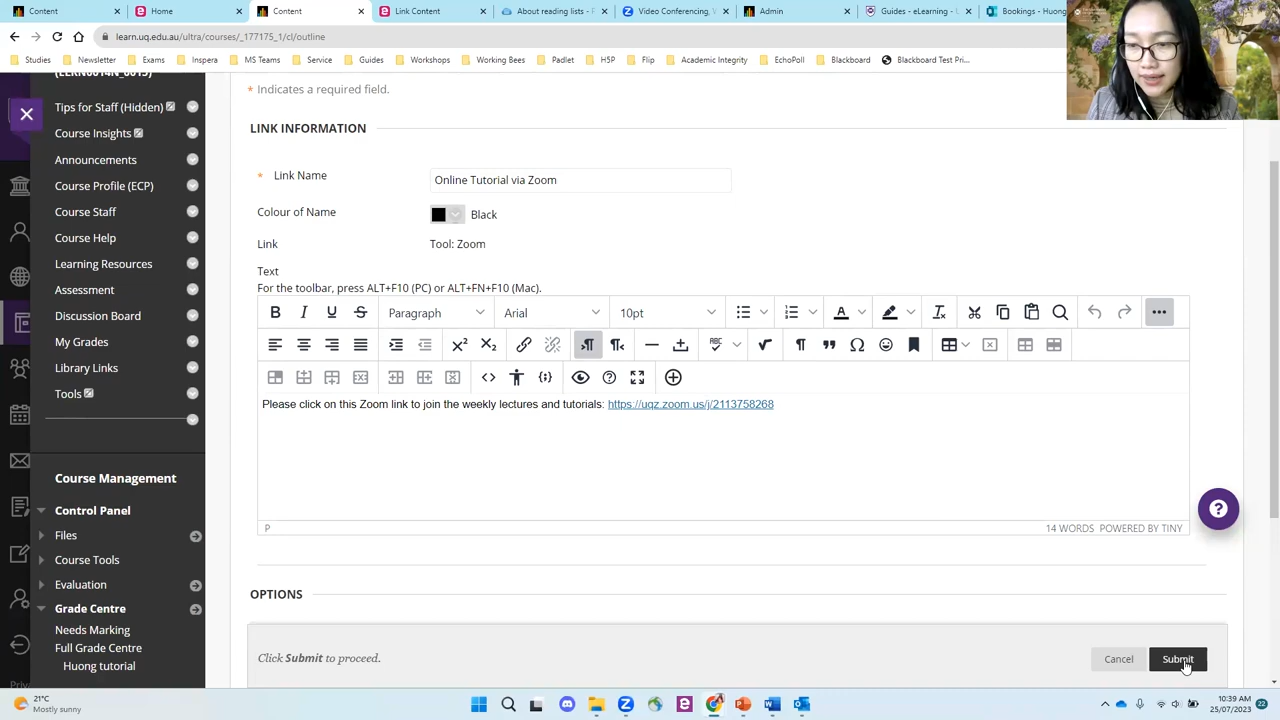 Content
Home
Content
Link Content
About reading lists - F
Video Conferencing, V
Admin
Guides - eLearning -
Bookings - Huong
learn.uq.edu.au/ultra/courses/_177175_1/cl/outline
Studies Newsletter Exams Inspera MS Teams Service Guides Workshops Working Bees Padlet H5P Flip Academic Integrity EchoPoll Blackboard Blackboard Test Pri...
* Indicates a required field.
Tips for Staff (Hidden)
Course Insights
Announcements
Course Profile (ECP)
Course Staff
Course Help
Learning Resources
Assessment
Discussion Board
My Grades
Library Links
Tools
Course Management
Control Panel
Files
Course Tools
Evaluation
Grade Centre
Needs Marking
Full Grade Centre
Huong tutorial
LINK INFORMATION
* Link Name Online Tutorial via Zoom
Colour of Name Black
Link Tool: Zoom
Text
For the toolbar, press ALT+F10 (PC) or ALT+FN+F10 (Mac).
Paragraph Arial 10pt
Please click on this Zoom link to join the weekly lectures and tutorials: https://uqz.zoom.us/j/2113758268
P 14 WORDS POWERED BY TINY
OPTIONS
Click Submit to proceed.
Cancel Submit
21°C
Mostly sunny
10:39 AM
25/07/2023
22